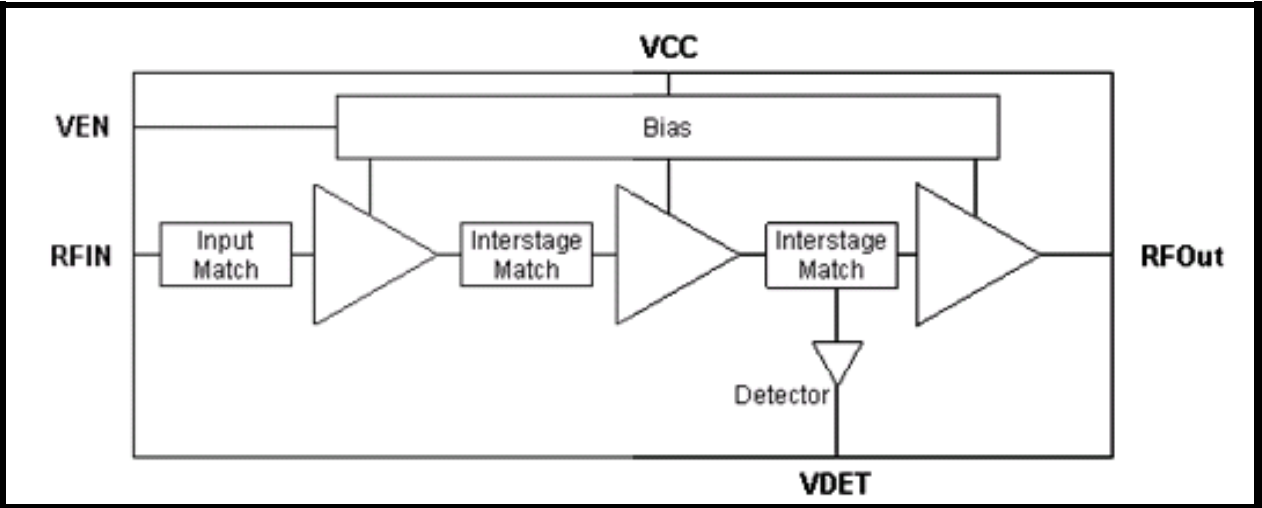 VCC
VEN
Bias
RFIN
Input
Match
Interstage
Match
Interstage
Match
RFOut
Detector
VDET